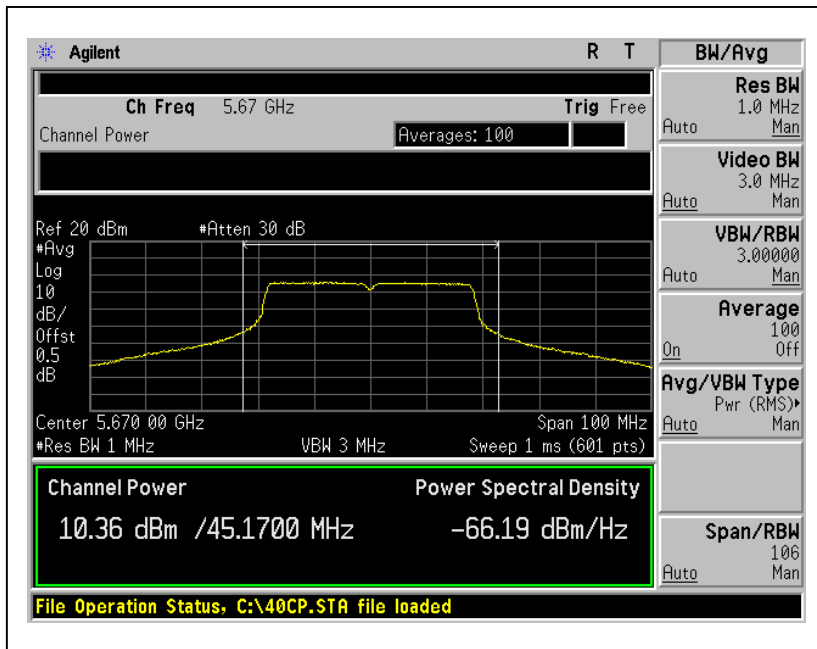 Agilent R T
Ch Freq 5.67 GHz Trig Free
Channel Power Averages: 100
Ref 20 dBm #Atten 30 dB
#Avg
Log
10
dB/
Offst
0.5
dB
Center 5.670 00 GHz Span 100 MHz
#Res BW 1 MHz VBW 3 MHz Sweep 1 ms (601 pts)
Channel Power Power Spectral Density
10.36 dBm /45.1700 MHz -66.19 dBm/Hz
File Operation Status, C:\40CP.STA file loaded
BW/Avg
Res BW
1.0 MHz
Auto Man
Video BW
3.0 MHz
Auto Man
VBW/RBW
3.00000
Auto Man
Average
100
On Off
Avg/VBW Type
Pwr (RMS)▸
Auto Man
Span/RBW
106
Auto Man